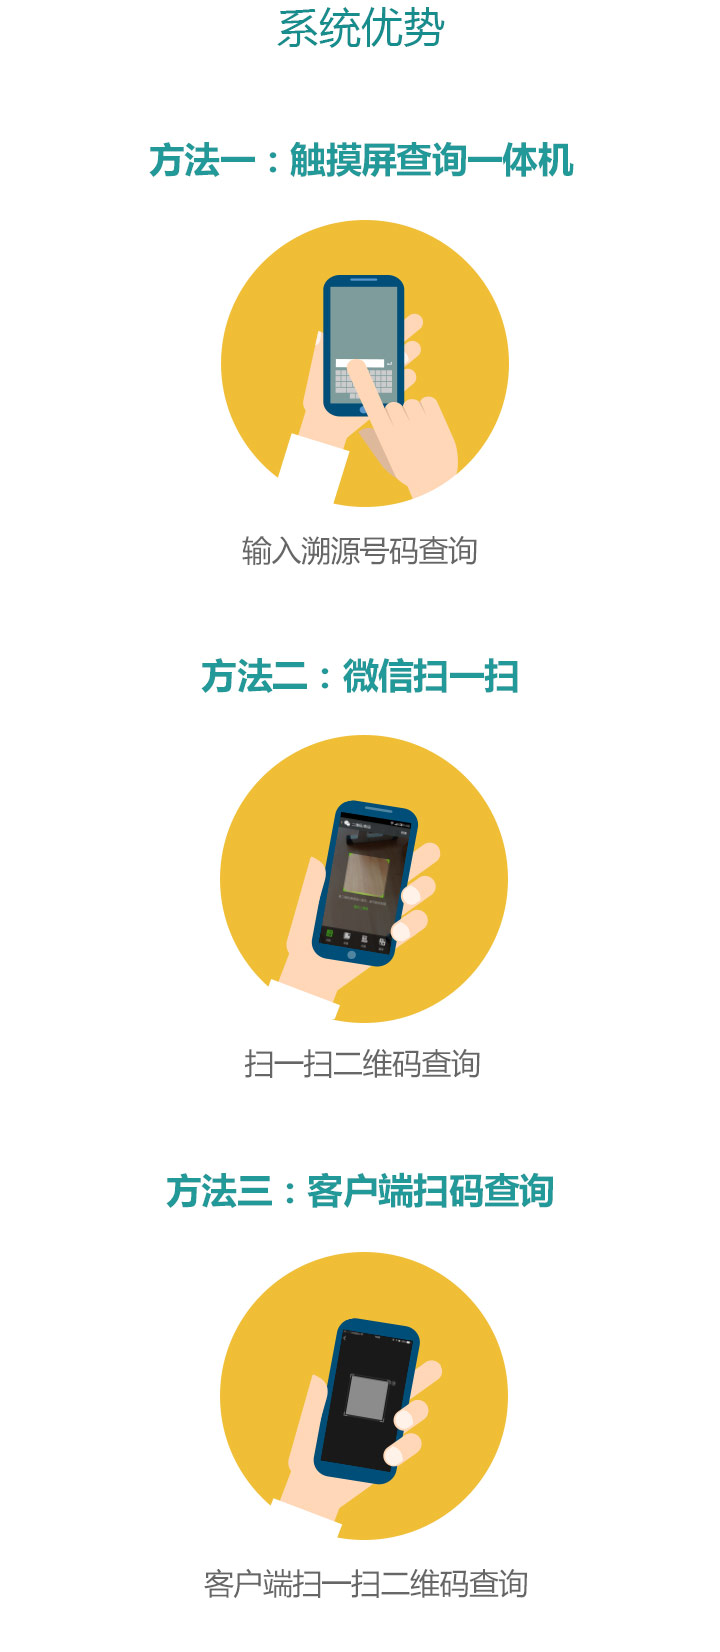 系统优势
方法一：触摸屏查询一体机
输入溯源号码查询
方法二：微信扫一扫
扫一扫二维码查询
方法三：客户端扫码查询
客户端扫一扫二维码查询